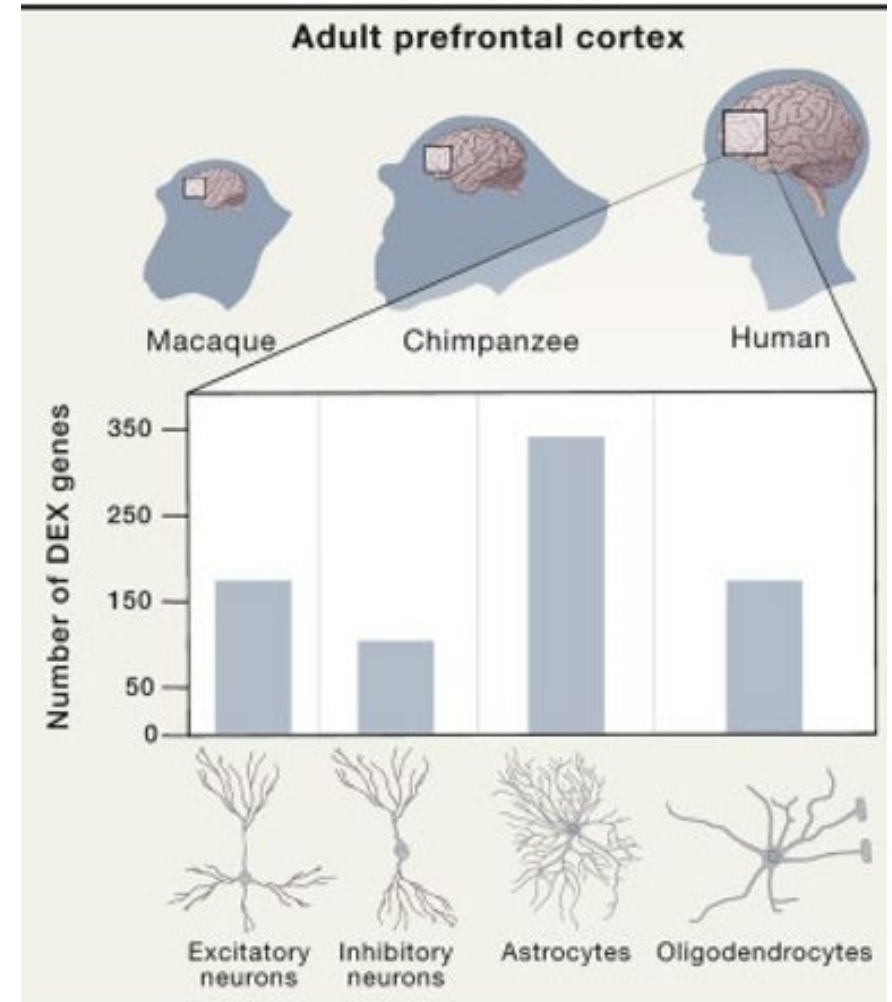 Adult prefrontal cortex
Macaque
Chimpanzee
Human
Number of DEX genes
350
250
150
50
0
Excitatory
neurons
Inhibitory
neurons
Astrocytes
Oligodendrocytes